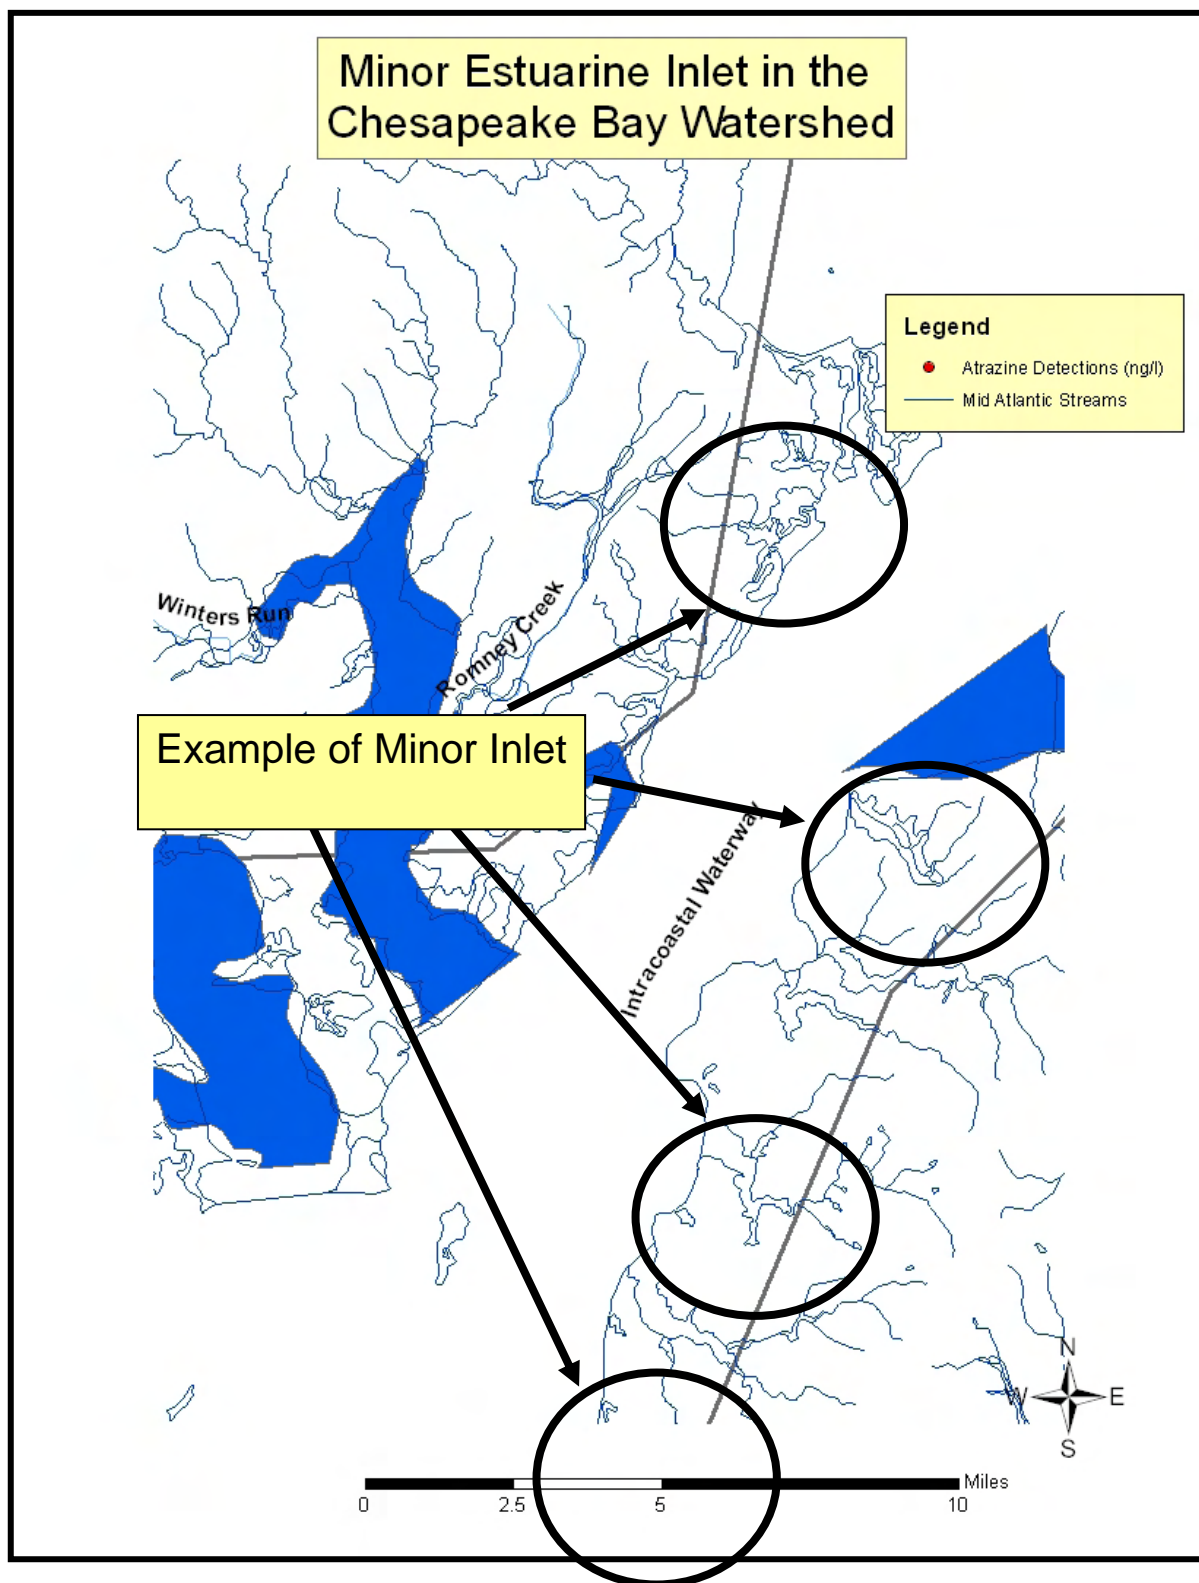 Minor Estuarine Inlet in the
Chesapeake Bay Watershed
Legend
Atrazine Detections (ng/l)
Mid Atlantic Streams
Winters Run
Romney Creek
Example of Minor Inlet
Intracoastal Waterway
N
W E
S
Miles
0 2.5 5 10